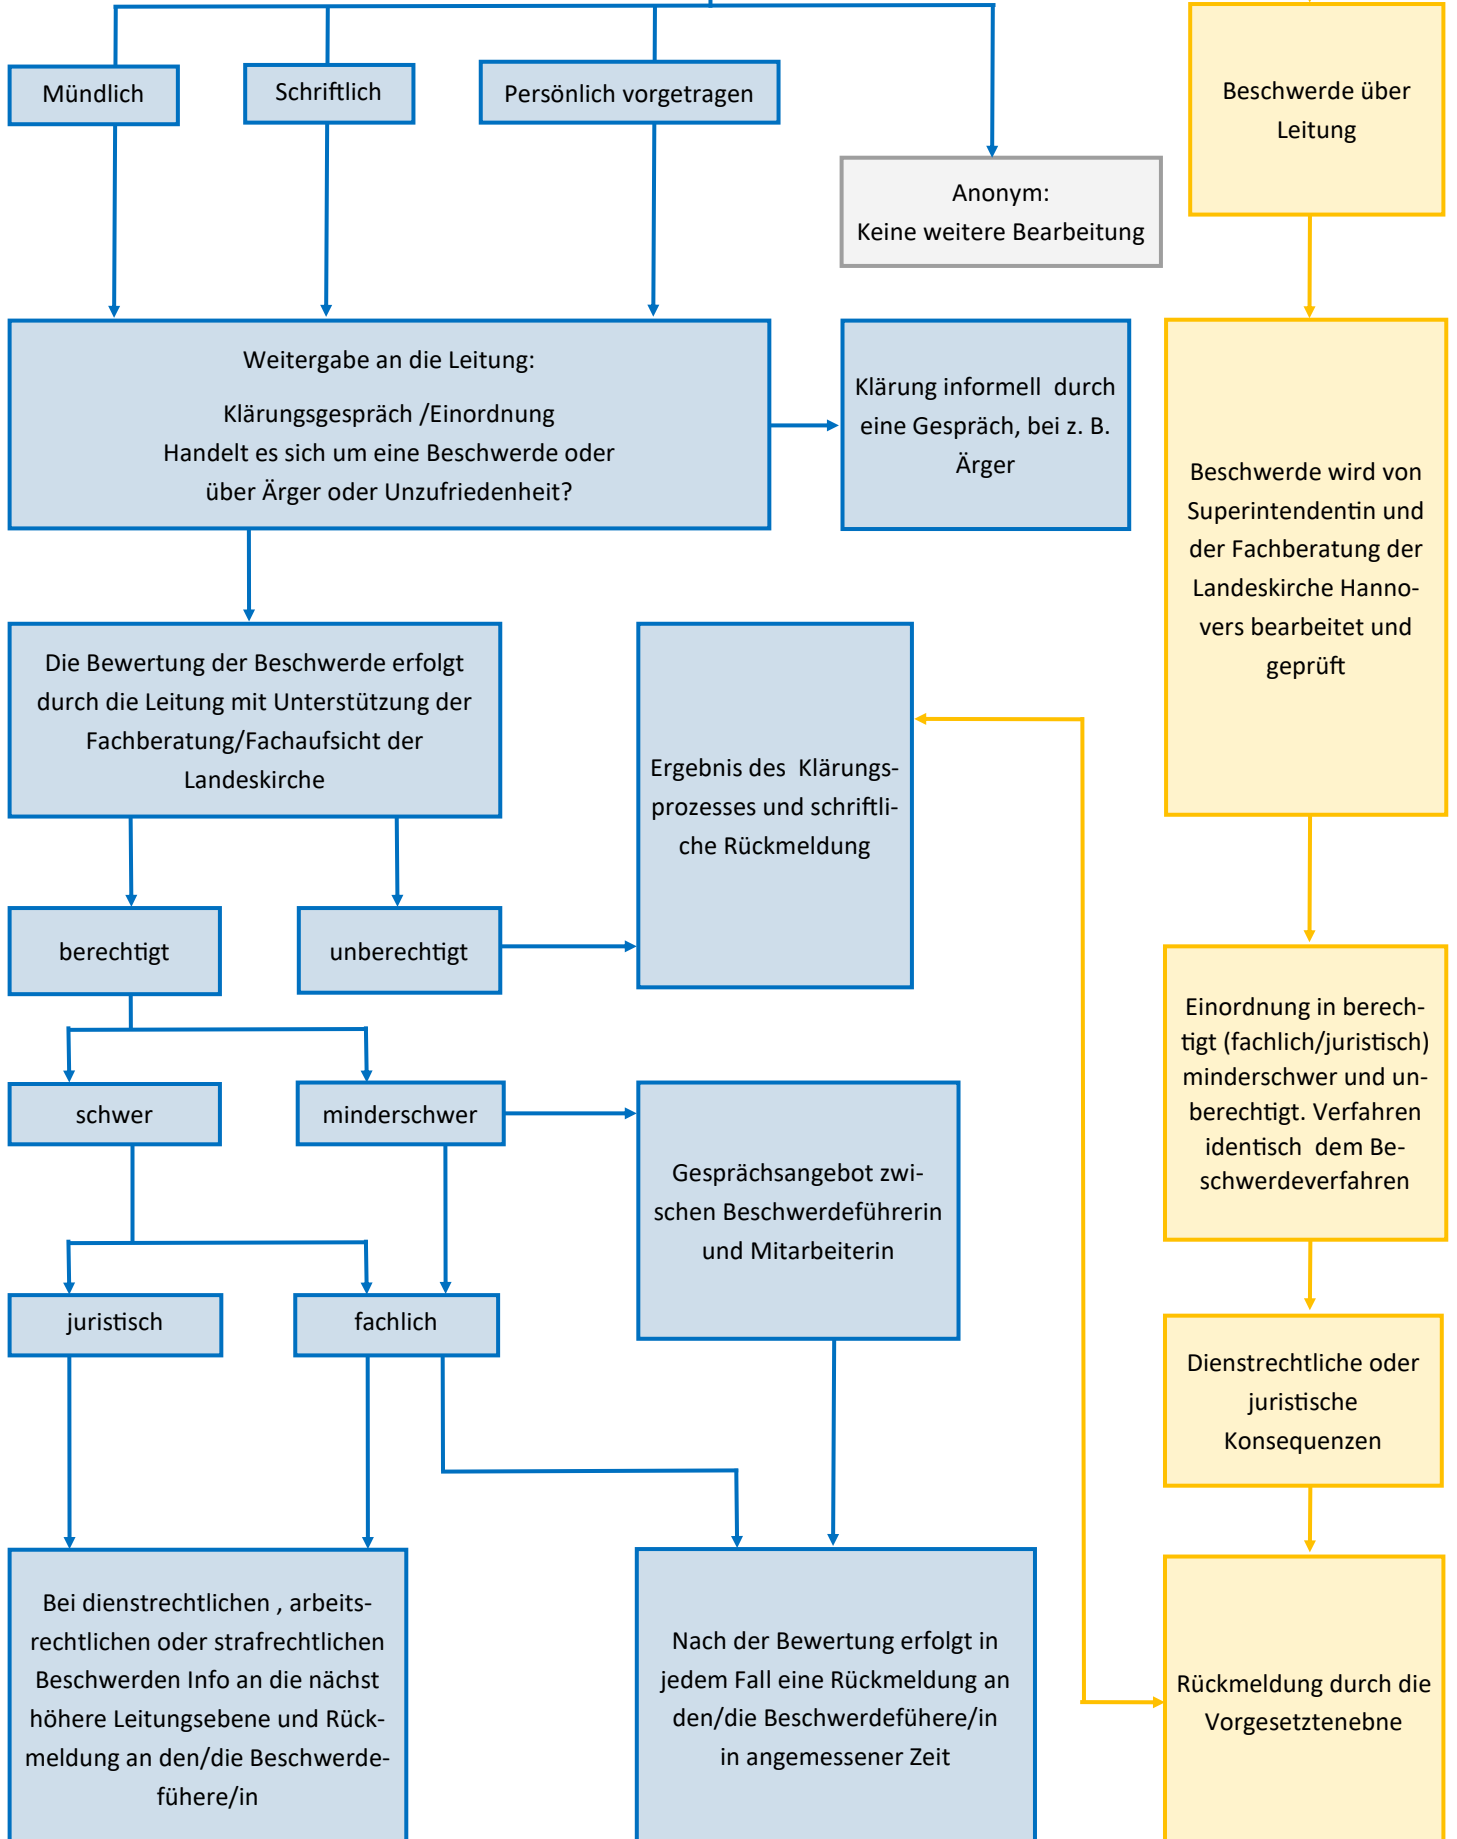 Mündlich
Schriftlich
Persönlich vorgetragen
Beschwerde über
Leitung
Anonym:
Keine weitere Bearbeitung
Weitergabe an die Leitung:
Klärungsgespräch /Einordnung
Handelt es sich um eine Beschwerde oder
über Ärger oder Unzufriedenheit?
Klärung informell  durch
eine Gespräch, bei z. B.
Ärger
Beschwerde wird von
Superintendentin und
der Fachberatung der
Landeskirche Hanno-
vers bearbeitet und
geprüft
Die Bewertung der Beschwerde erfolgt
durch die Leitung mit Unterstützung der
Fachberatung/Fachaufsicht der
Landeskirche
Ergebnis des  Klärungs-
prozesses und schriftli-
che Rückmeldung
berechtigt
unberechtigt
Einordnung in berech-
tigt (fachlich/juristisch)
minderschwer und un-
berechtigt. Verfahren
identisch  dem Be-
schwerdeverfahren
schwer
minderschwer
Gesprächsangebot zwi-
schen Beschwerdeführerin
und Mitarbeiterin
juristisch
fachlich
Dienstrechtliche oder
juristische
Konsequenzen
Bei dienstrechtlichen , arbeits-
rechtlichen oder strafrechtlichen
Beschwerden Info an die nächst
höhere Leitungsebene und Rück-
meldung an den/die Beschwerde-
fühere/in
Nach der Bewertung erfolgt in
jedem Fall eine Rückmeldung an
den/die Beschwerdefühere/in
in angemessener Zeit
Rückmeldung durch die
Vorgesetztenebne